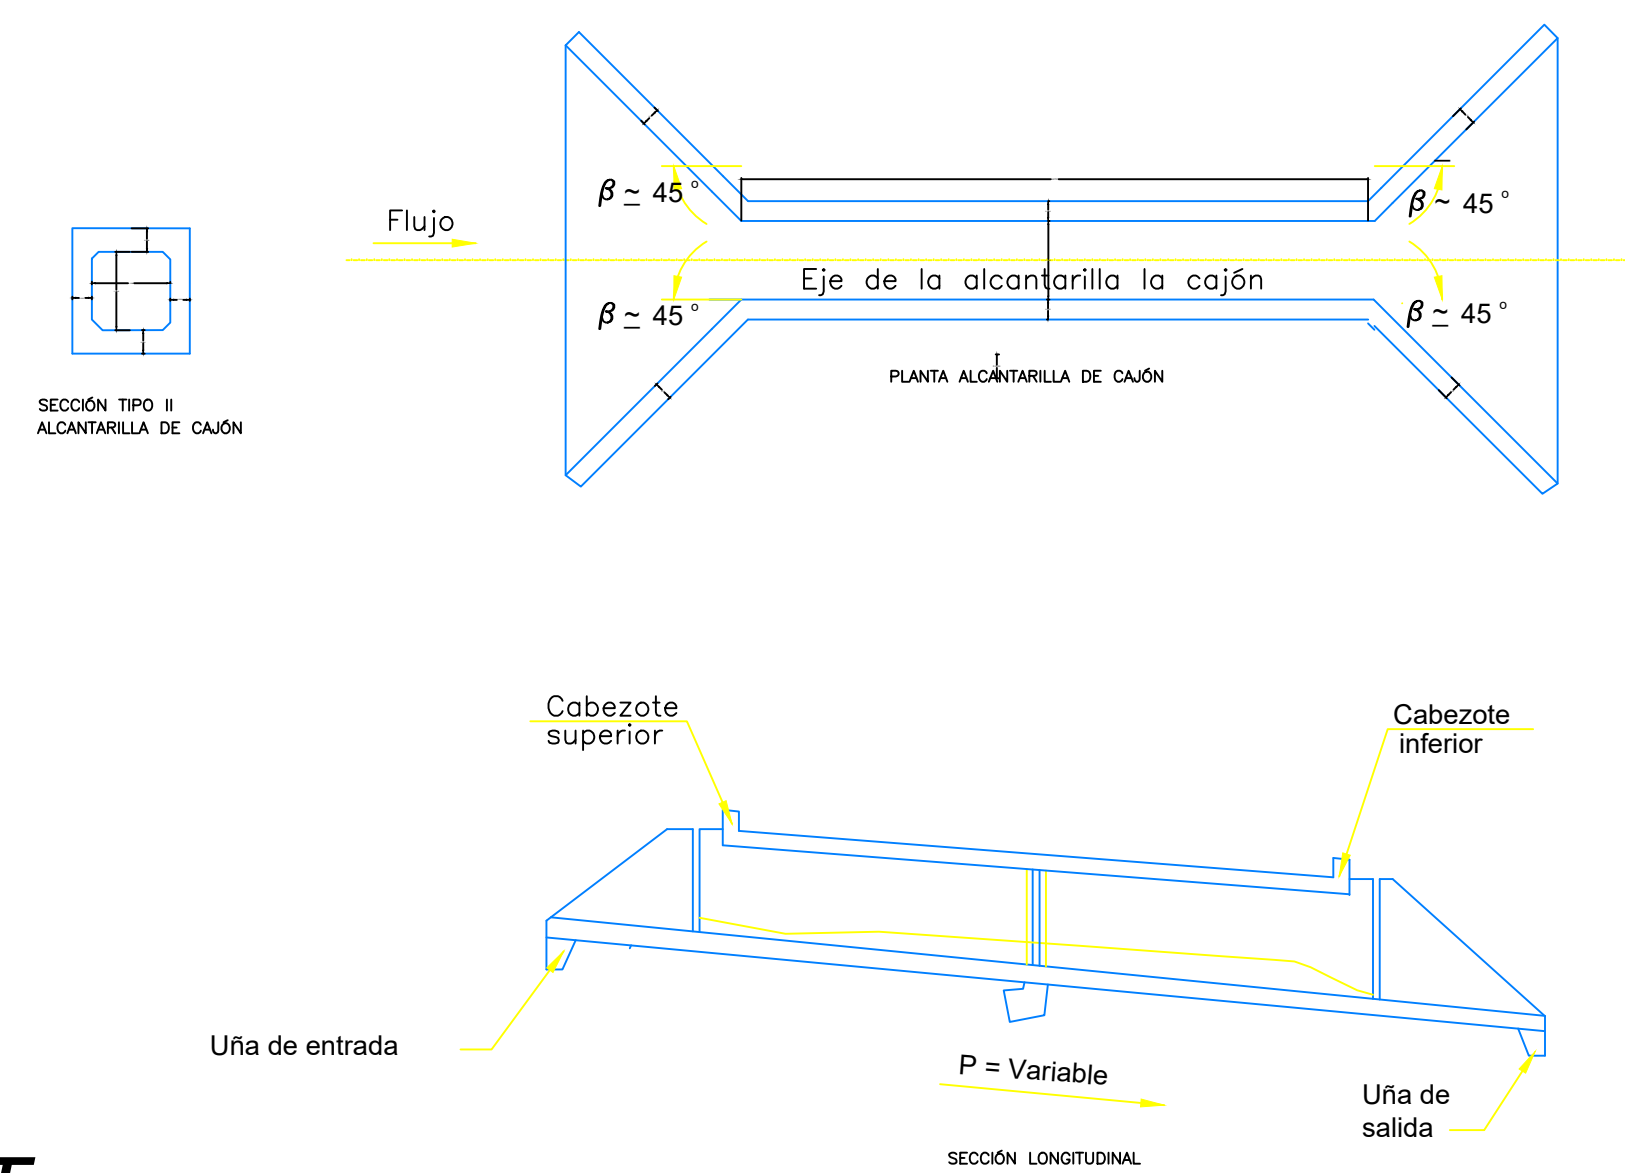 Flujo
β ≃ 45°
β ~ 45°
Eje de la alcantarilla la cajón
β ≃ 45°
β ≃ 45°
PLANTA ALCANTARILLA DE CAJÓN
SECCIÓN TIPO II
ALCANTARILLA DE CAJÓN
Cabezote
superior
Cabezote
inferior
Uña de entrada
P = Variable
Uña de
salida
SECCIÓN LONGITUDINAL